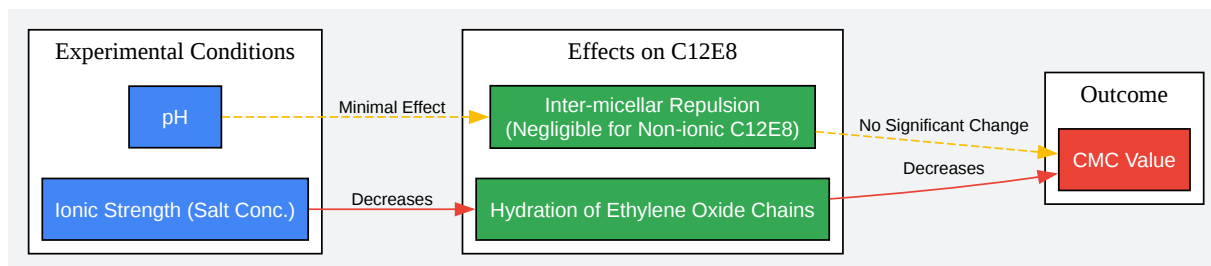 Experimental Conditions
pH
Ionic Strength (Salt Conc.)
Minimal Effect
Decreases
Effects on C12E8
Inter-micellar Repulsion
(Negligible for Non-ionic C12E8)
Hydration of Ethylene Oxide Chains
No Significant Change
Decreases
Outcome
CMC Value